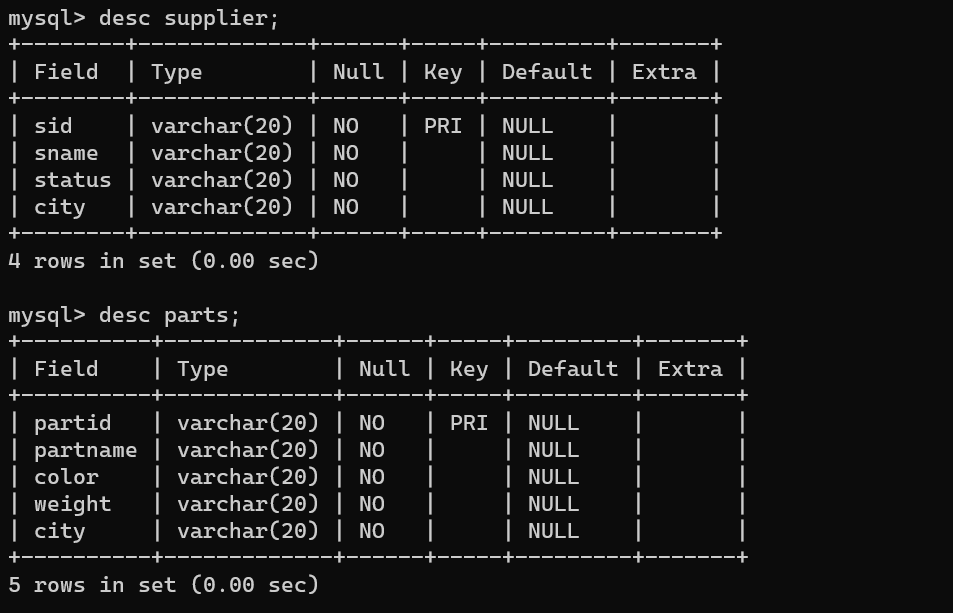 mysql> desc supplier;
+--------+-------------+------+-----+---------+-------+
| Field  | Type        | Null | Key | Default | Extra |
+--------+-------------+------+-----+---------+-------+
| sid    | varchar(20) | NO   | PRI | NULL    |       |
| sname  | varchar(20) | NO   |     | NULL    |       |
| status | varchar(20) | NO   |     | NULL    |       |
| city   | varchar(20) | NO   |     | NULL    |       |
+--------+-------------+------+-----+---------+-------+
4 rows in set (0.00 sec)

mysql> desc parts;
+----------+-------------+------+-----+---------+-------+
| Field    | Type        | Null | Key | Default | Extra |
+----------+-------------+------+-----+---------+-------+
| partid   | varchar(20) | NO   | PRI | NULL    |       |
| partname | varchar(20) | NO   |     | NULL    |       |
| color    | varchar(20) | NO   |     | NULL    |       |
| weight   | varchar(20) | NO   |     | NULL    |       |
| city     | varchar(20) | NO   |     | NULL    |       |
+----------+-------------+------+-----+---------+-------+
5 rows in set (0.00 sec)